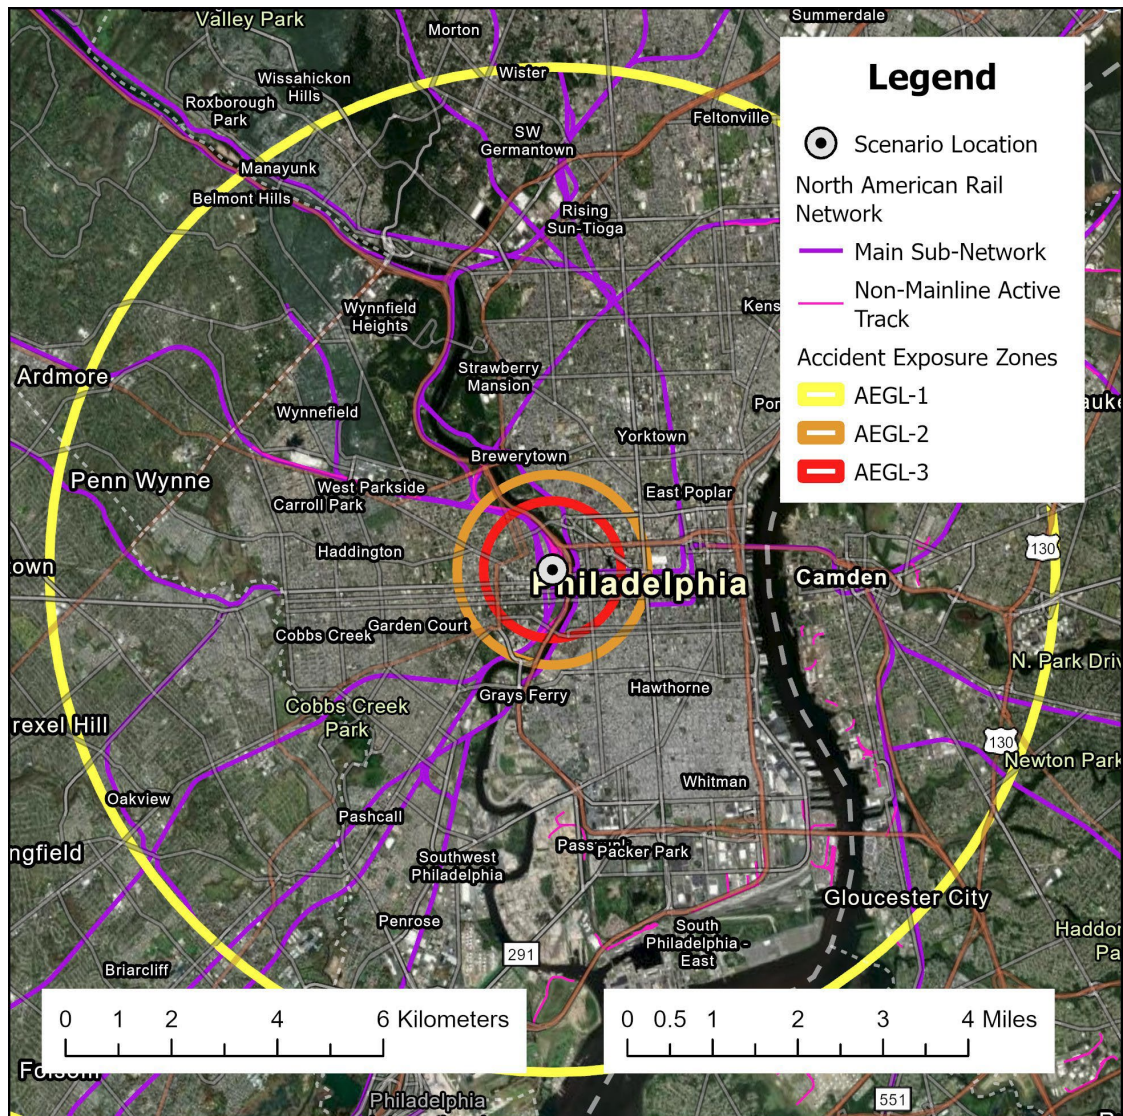 Valley Park
Morton
Summerdale
Wissahickon
Hills
Wister
Roxborough
Park
Feltonville
SW
Germantown
Manayunk
Belmont Hills
Rising
Sun-Tioga
Wynnfield
Heights
Kens
Ardmore
Strawberry
Mansion
Wynnefield
Por
auke
Yorktown
Brewerytown
Penn Wynne
West Parkside
Carroll Park
East Poplar
Haddington
130
own
Philadelphia
Camden
Garden Court
Cobbs Creek
N. Park Driv
Grays Ferry
Hawthorne
Cobbs Creek
Park
rexel Hill
130
Newton Park
Whitman
Oakview
Pashcall
ngfield
Packer Park
Southwest
Philadelphia
Gloucester City
Penrose
South
Philadelphia -
East
Haddon
Pa
291
Briarcliff
Philadelphia
551
Legend
Scenario Location
North American Rail
Network
Main Sub-Network
Non-Mainline Active
Track
Accident Exposure Zones
AEGL-1
AEGL-2
AEGL-3
0 1 2 4 6 Kilometers
0 0.5 1 2 3 4 Miles